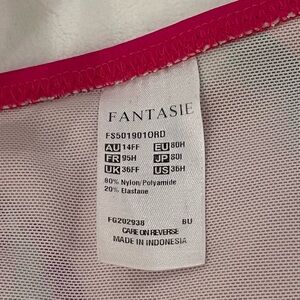 FANTASIE
FS501901ORD
AU 14FF EU 80H
FR 95H JP 80I
UK 36FF US 36H
80% Nylon/Polyamide
20% Elastane
FG202938 BU
CARE ON REVERSE
MADE IN INDONESIA